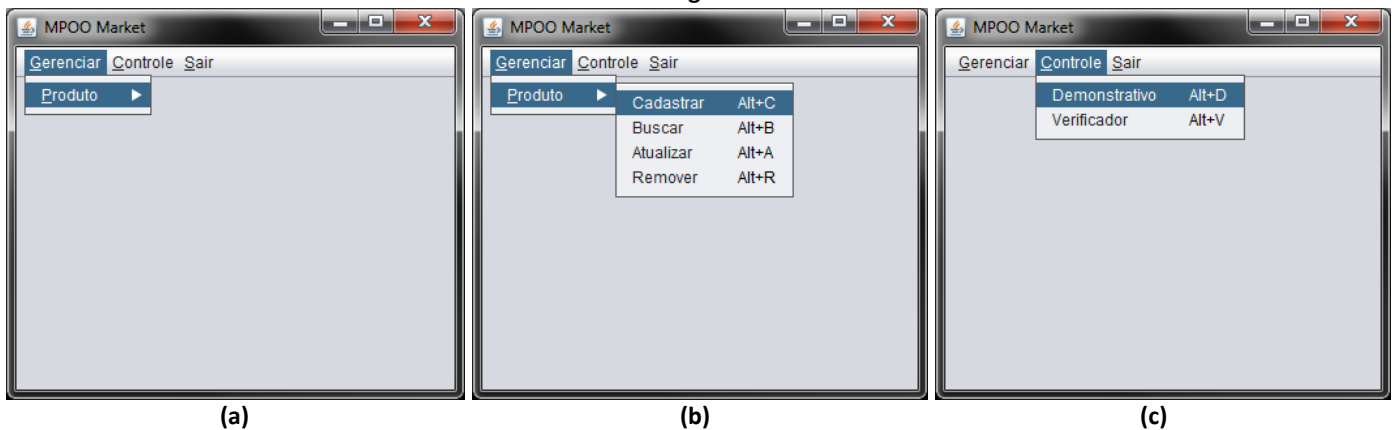 MPOO Market
Gerenciar Controle Sair
Produto
(a)
MPOO Market
Gerenciar Controle Sair
Produto
Cadastrar Alt+C
Buscar Alt+B
Atualizar Alt+A
Remover Alt+R
(b)
MPOO Market
Gerenciar Controle Sair
Demonstrativo Alt+D
Verificador Alt+V
(c)